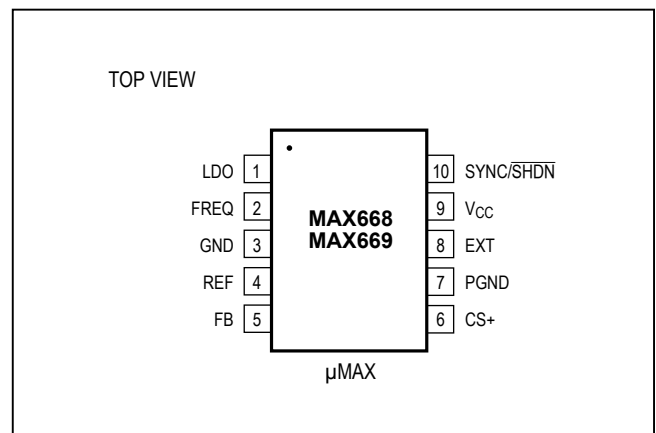 TOP VIEW
LDO 1
FREQ 2
GND 3
REF 4
FB 5
MAX668
MAX669
10 SYNC/SHDN
9 VCC
8 EXT
7 PGND
6 CS+
µMAX